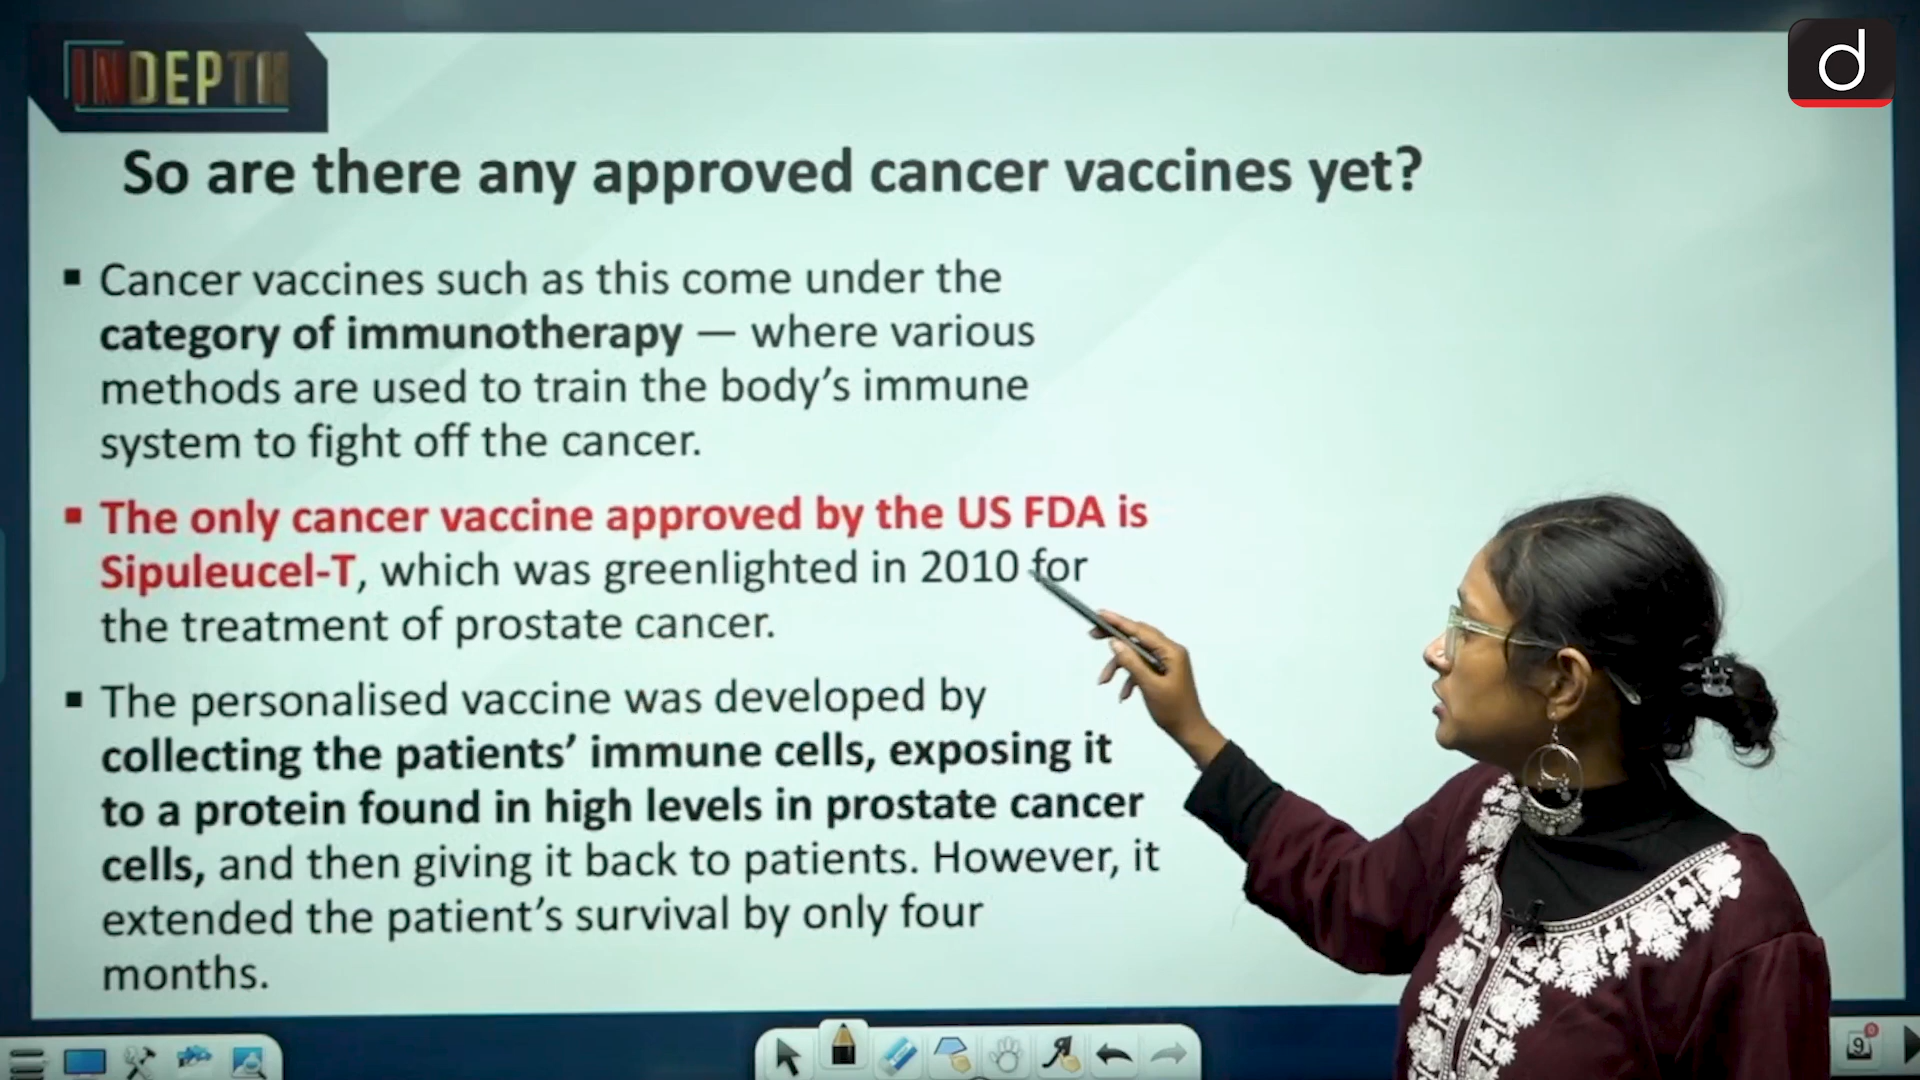 INDEPTH
d
So are there any approved cancer vaccines yet?
▪ Cancer vaccines such as this come under the
category of immunotherapy — where various
methods are used to train the body’s immune
system to fight off the cancer.
▪ The only cancer vaccine approved by the US FDA is
Sipuleucel-T, which was greenlighted in 2010 for
the treatment of prostate cancer.
▪ The personalised vaccine was developed by
collecting the patients’ immune cells, exposing it
to a protein found in high levels in prostate cancer
cells, and then giving it back to patients. However, it
extended the patient’s survival by only four
months.
9